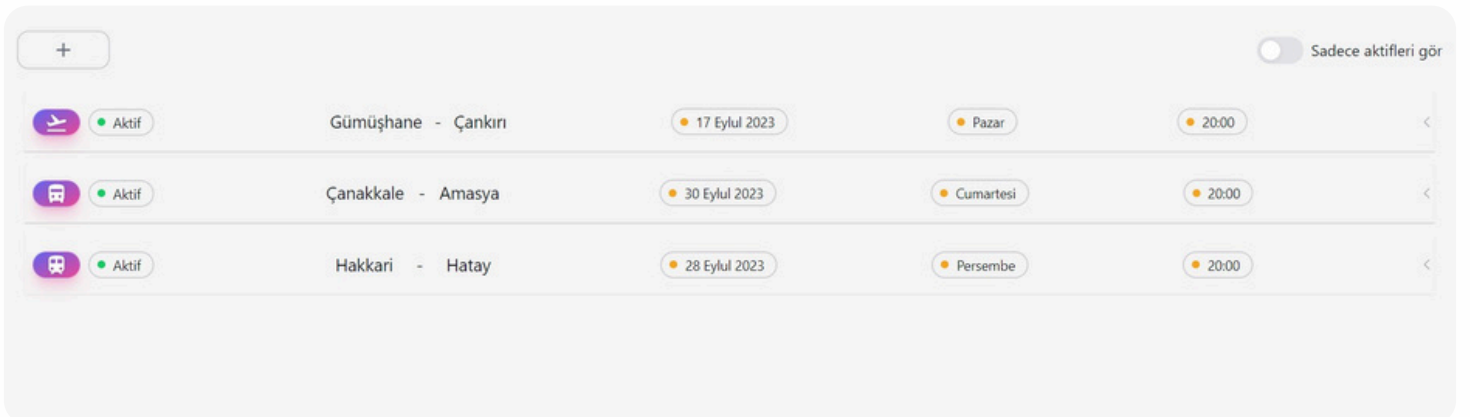 + Sadece aktifleri gör
Aktif Gümüşhane - Çankırı 17 Eylul 2023 Pazar 20:00
Aktif Çanakkale - Amasya 30 Eylul 2023 Cumartesi 20:00
Aktif Hakkari - Hatay 28 Eylul 2023 Persembe 20:00